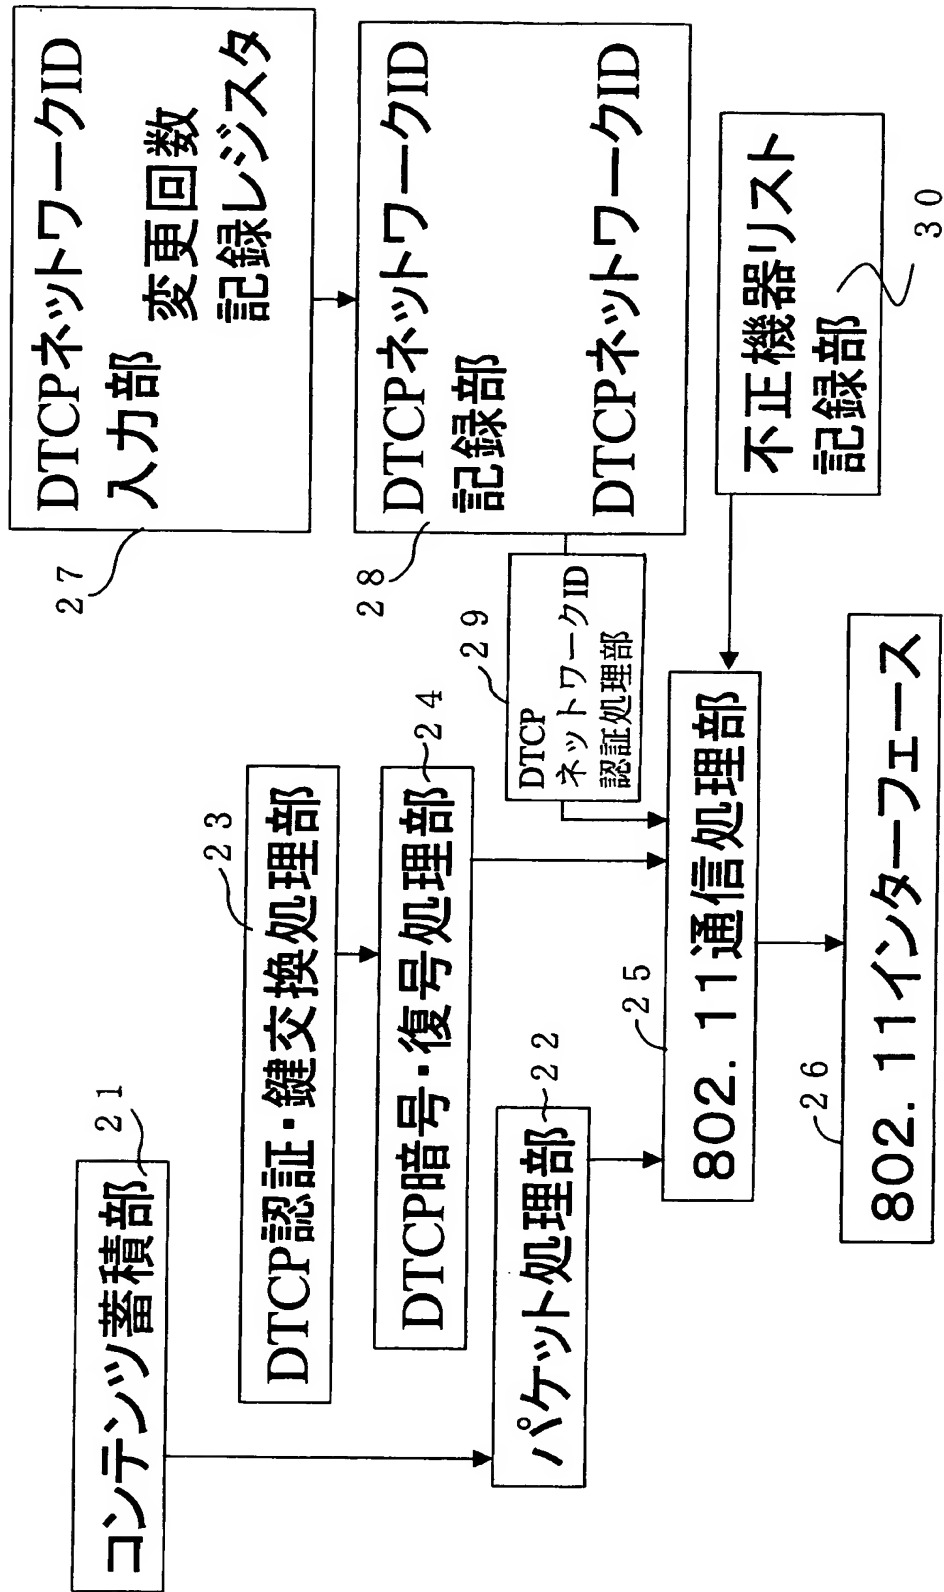 コンテンツ蓄積部
21
DTCP認証・鍵交換処理部
23
DTCP暗号・復号処理部
24
パケット処理部
22
802.11通信処理部
25
802.11インターフェース
26
DTCPネットワークID
入力部
変更回数
記録レジスタ
27
DTCPネットワークID
記録部
DTCPネットワークID
28
DTCP
ネットワークID
認証処理部
29
不正機器リスト
記録部
30